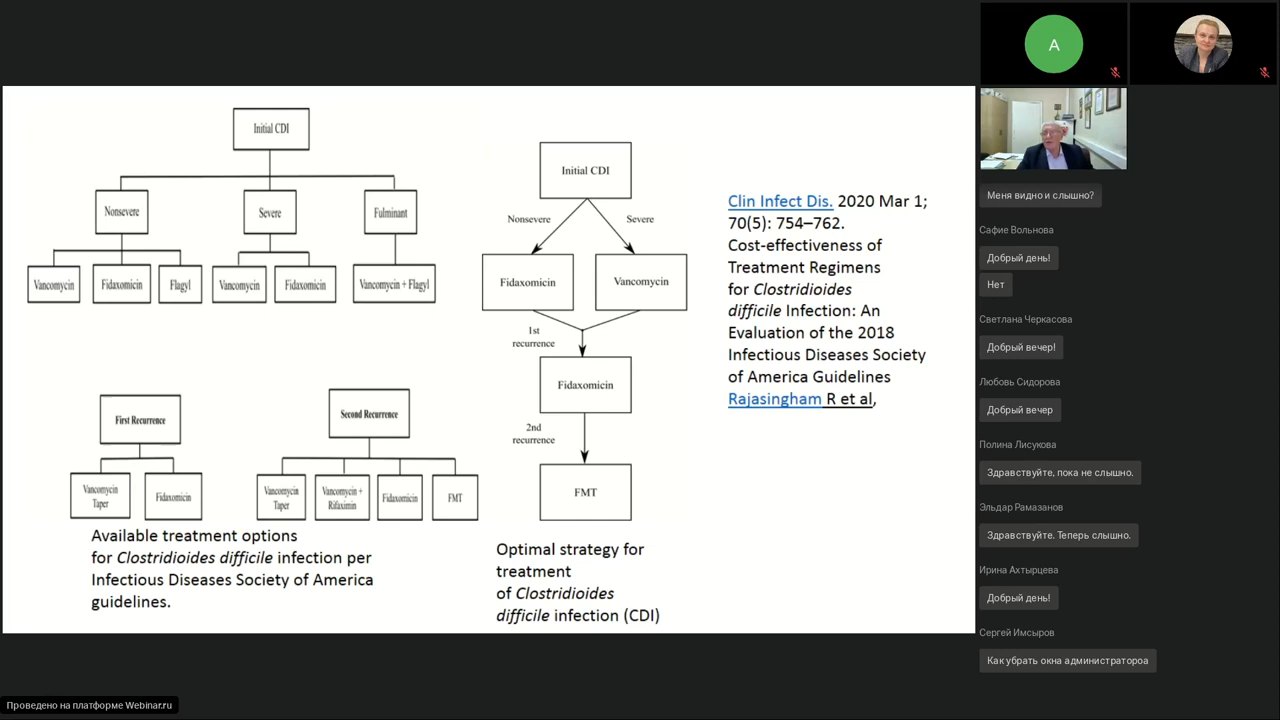 Initial CDI
Nonsevere
Severe
Fulminant
Vancomycin
Fidaxomicin
Flagyl
Vancomycin
Fidaxomicin
Vancomycin + Flagyl
First Recurrence
Second Recurrence
Vancomycin
Taper
Fidaxomicin
Vancomycin
Taper
Vancomycin +
Rifaximin
Fidaxomicin
FMT
Available treatment options
for Clostridioides difficile infection per
Infectious Diseases Society of America
guidelines.
Initial CDI
Nonsevere
Severe
Fidaxomicin
Vancomycin
1st
recurrence
Fidaxomicin
2nd
recurrence
FMT
Optimal strategy for
treatment
of Clostridioides
difficile infection (CDI)
Clin Infect Dis. 2020 Mar 1;
70(5): 754–762.
Cost-effectiveness of
Treatment Regimens
for Clostridioides
difficile Infection: An
Evaluation of the 2018
Infectious Diseases Society
of America Guidelines
Rajasingham R et al,
A
Меня видно и слышно?
Сафие Вольнова
Добрый день!
Нет
Светлана Черкасова
Добрый вечер!
Любовь Сидорова
Добрый вечер
Полина Лисукова
Здравствуйте, пока не слышно.
Эльдар Рамазанов
Здравствуйте. Теперь слышно.
Ирина Ахтырцева
Добрый день!
Сергей Имсыров
Как убрать окна администратороа
Проведено на платформе Webinar.ru